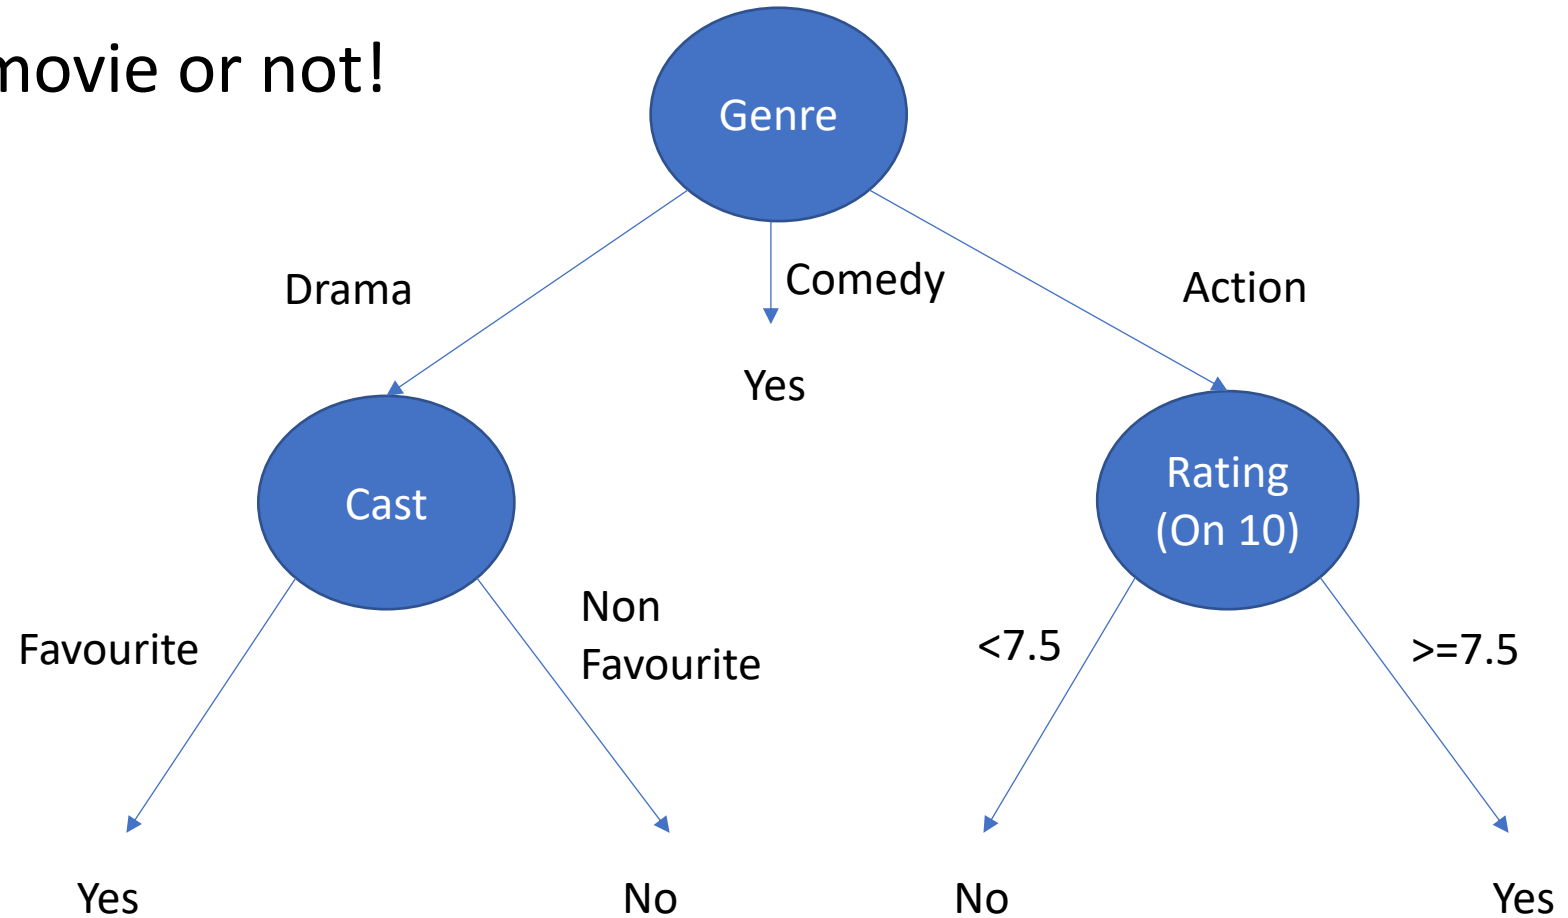 movie or not!
Genre
Drama
Comedy
Action
Yes
Cast
Rating
(On 10)
Favourite
Non
Favourite
<7.5
>=7.5
Yes
No
No
Yes